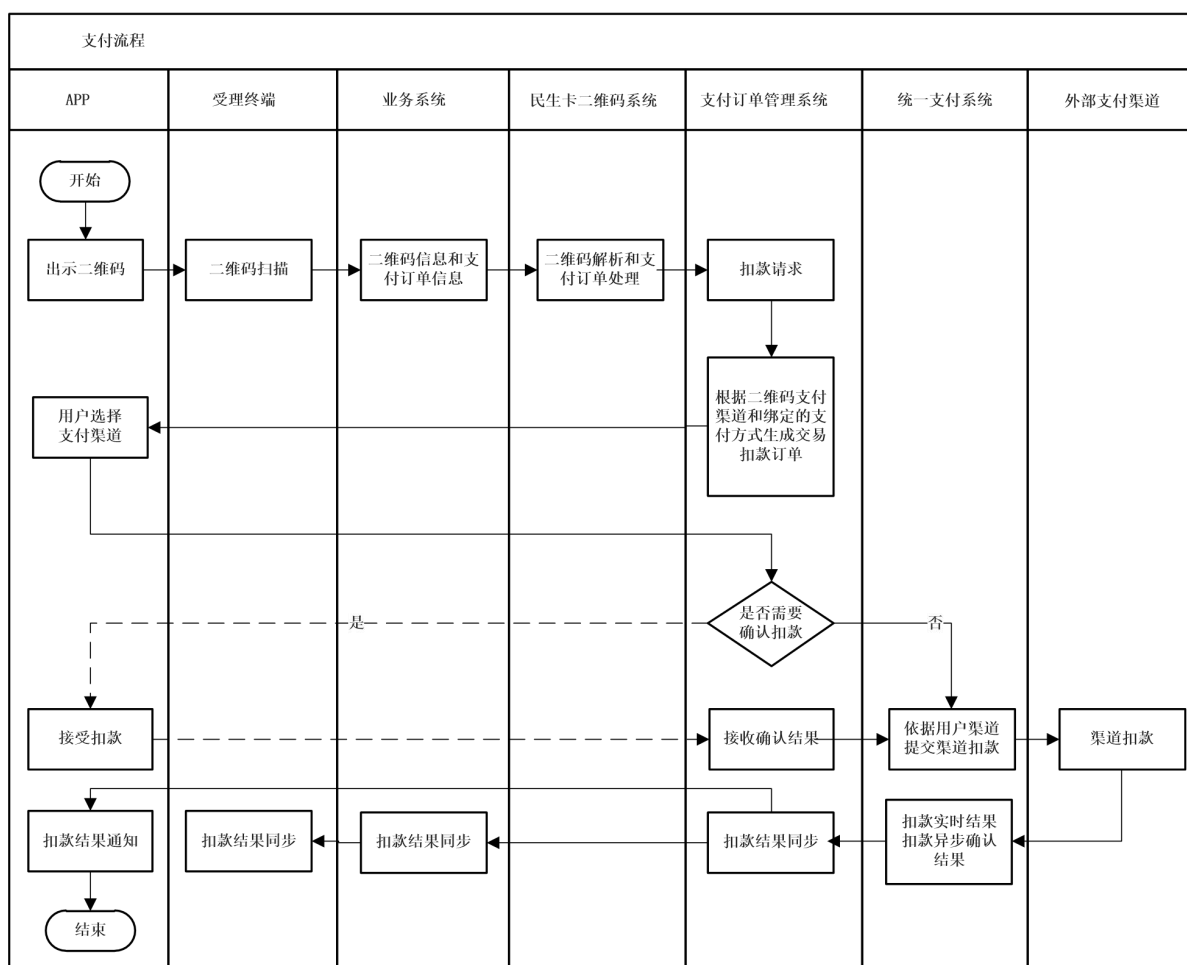 支付流程
APP
受理终端
业务系统
民生卡二维码系统
支付订单管理系统
统一支付系统
外部支付渠道
开始
出示二维码
二维码扫描
二维码信息和支
付订单信息
二维码解析和支
付订单处理
扣款请求
用户选择
支付渠道
根据二维码支付
渠道和绑定的支
付方式生成交易
扣款订单
是否需要
确认扣款
是
否
接受扣款
接收确认结果
依据用户渠道
提交渠道扣款
渠道扣款
扣款结果通知
扣款结果同步
扣款结果同步
扣款结果同步
扣款实时结果
扣款异步确认
结果
结束